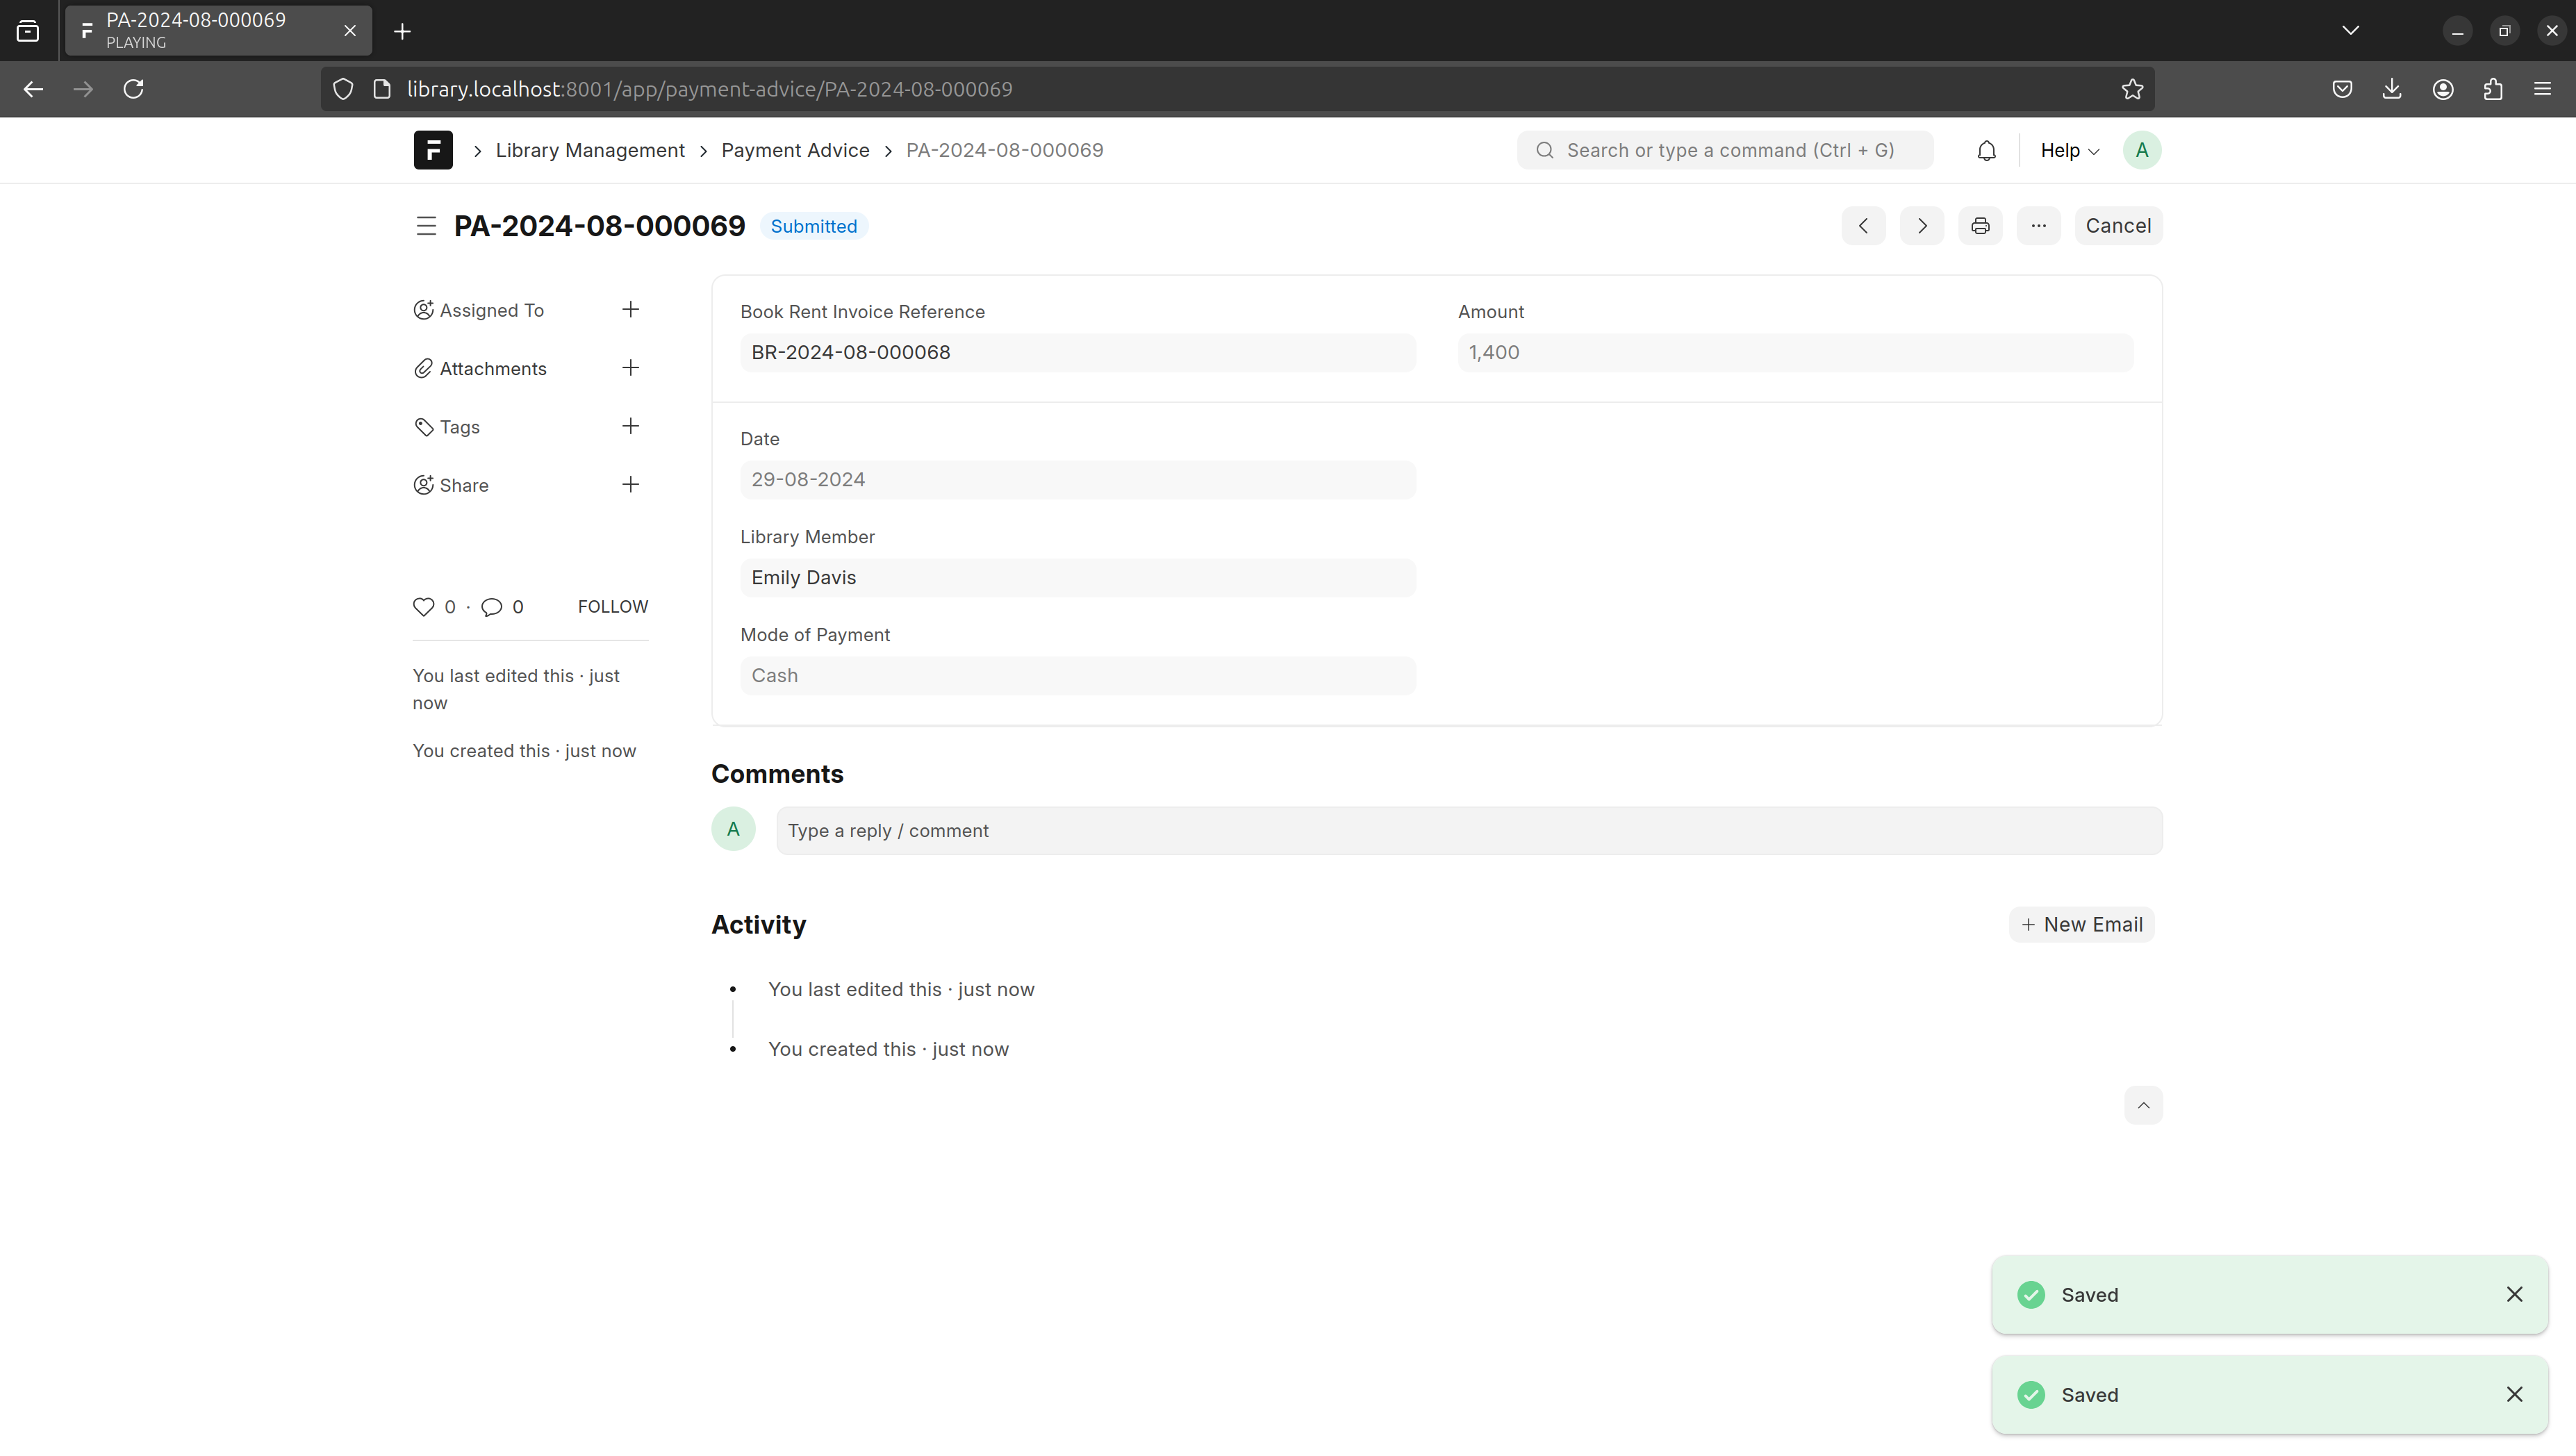 PA-2024-08-000069
PLAYING
library.localhost:8001/app/payment-advice/PA-2024-08-000069
Library Management
Payment Advice
PA-2024-08-000069
Search or type a command (Ctrl + G)
Help
A
PA-2024-08-000069
Submitted
Cancel
Assigned To
Attachments
Tags
Share
0 · 0
FOLLOW
You last edited this · just
now
You created this · just now
Book Rent Invoice Reference
BR-2024-08-000068
Amount
1,400
Date
29-08-2024
Library Member
Emily Davis
Mode of Payment
Cash
Comments
A
Type a reply / comment
Activity
New Email
You last edited this · just now
You created this · just now
Saved
Saved